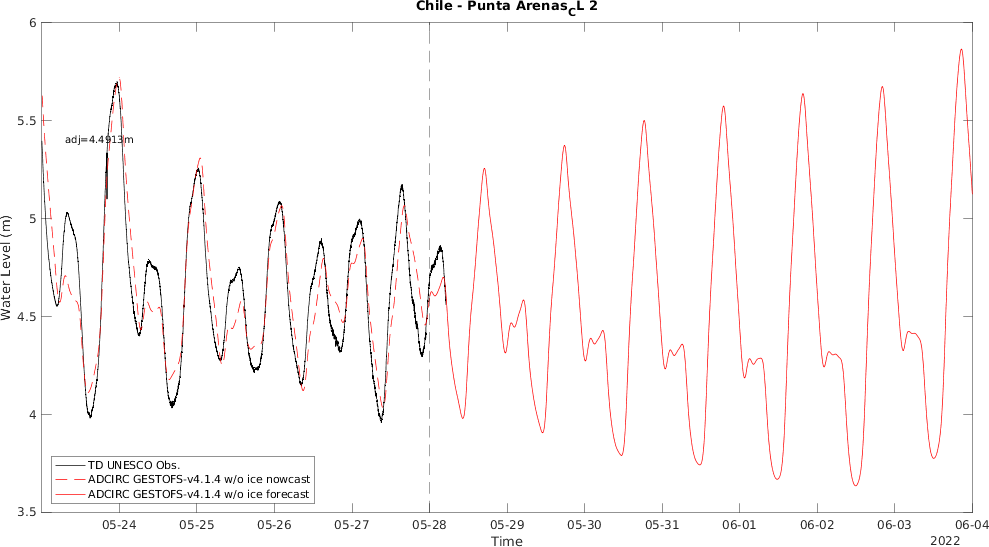 Chile - Punta Arenas_CL 2
6
5.5
5
4.5
4
3.5
Water Level (m)
adj=4.4913m
TD UNESCO Obs.
ADCIRC GESTOFS-v4.1.4 w/o ice nowcast
ADCIRC GESTOFS-v4.1.4 w/o ice forecast
05-24 05-25 05-26 05-27 05-28 05-29 05-30 05-31 06-01 06-02 06-03 06-04
Time
2022